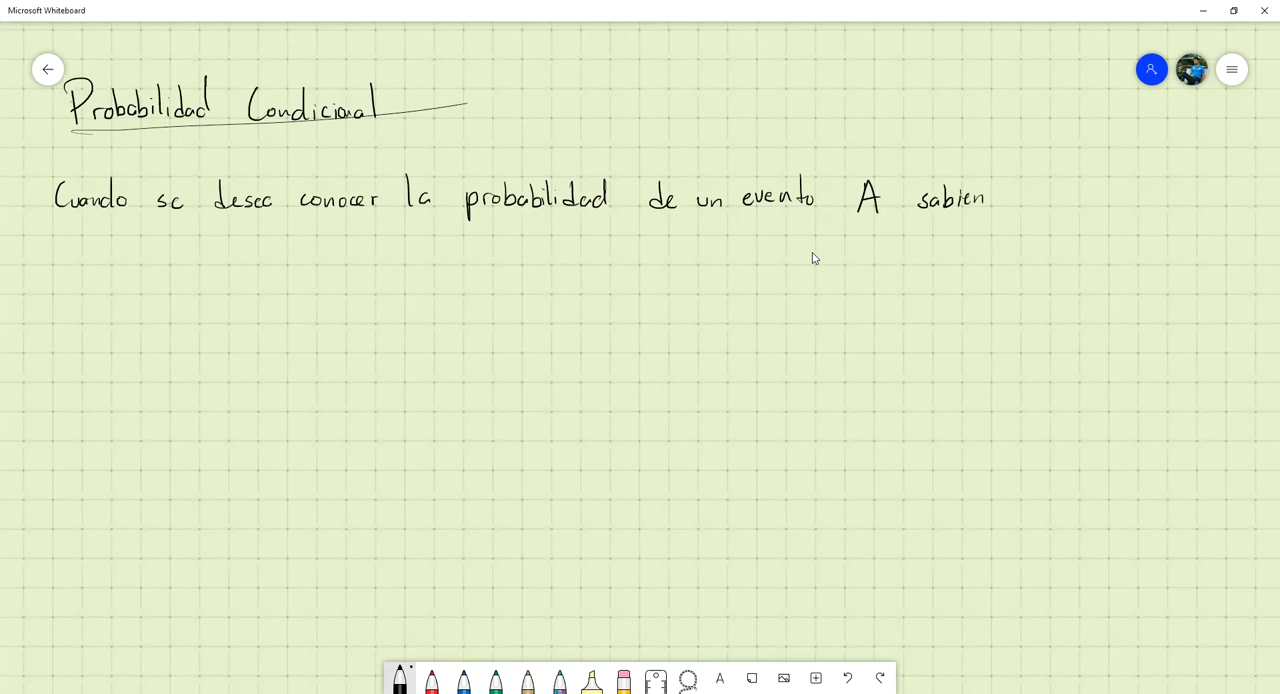 Microsoft Whiteboard
Probabilidad Condicional
Cuando se desea conocer la probabilidad de un evento A sabien
A